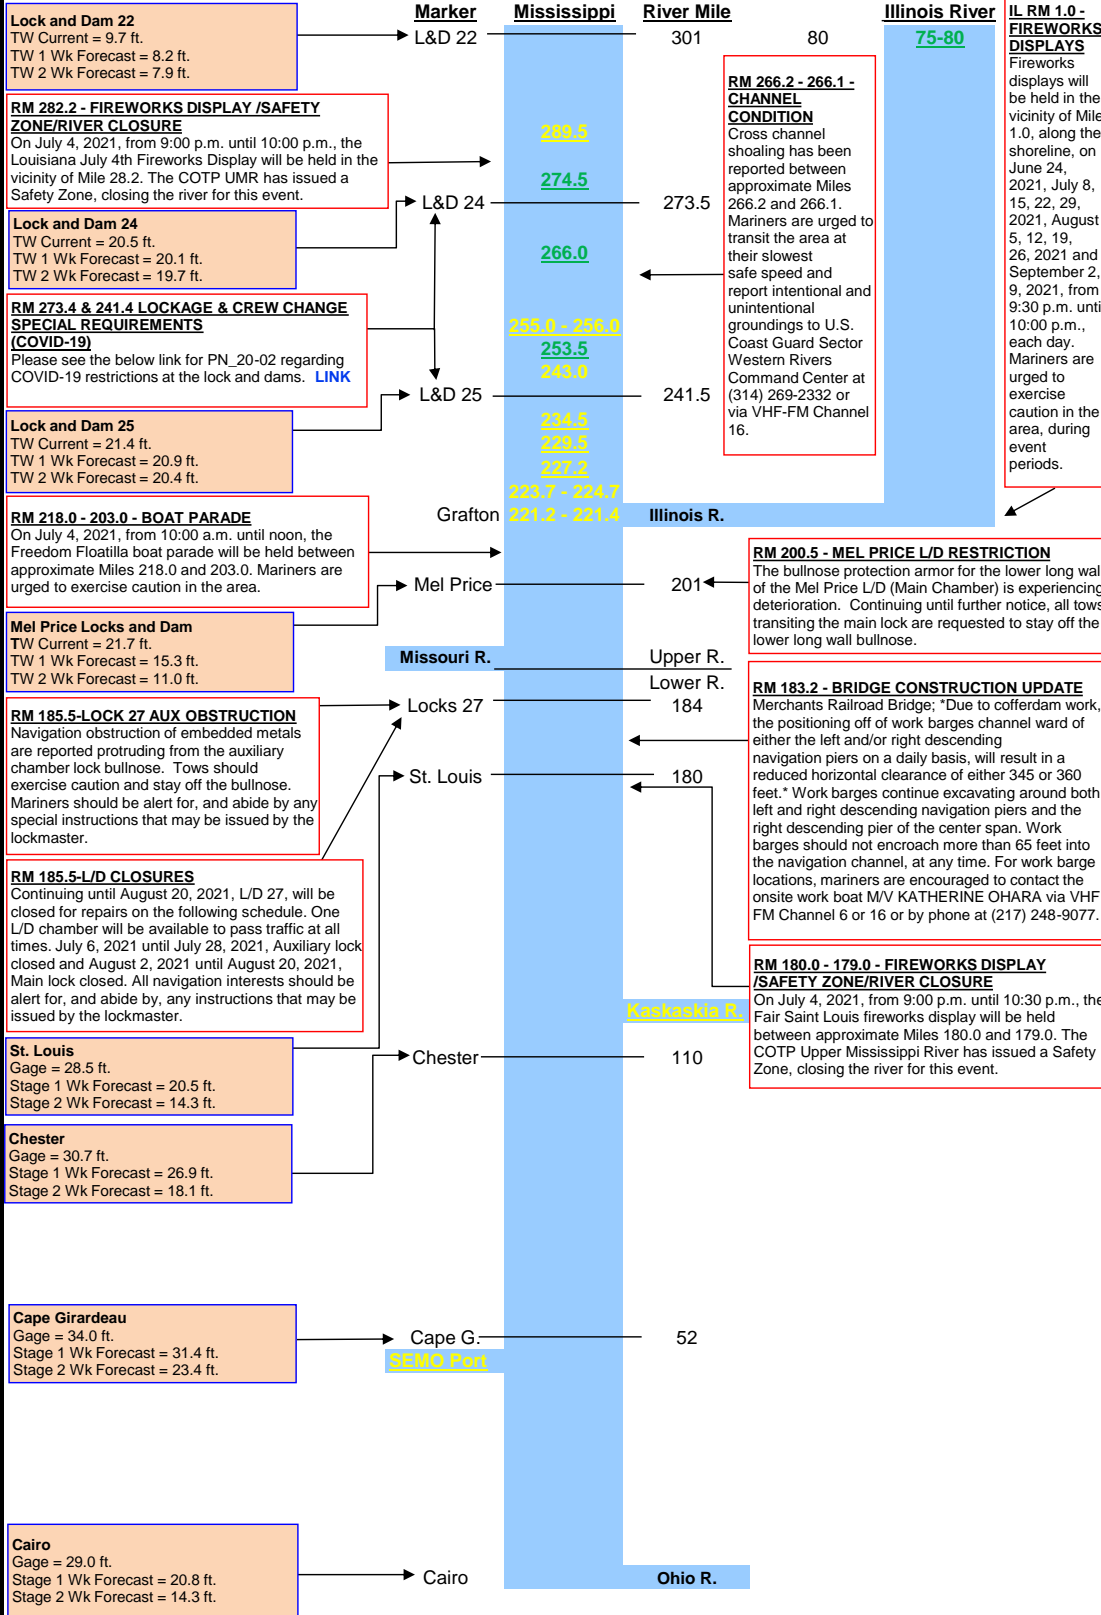 Marker Mississippi River Mile Illinois River
Lock and Dam 22
TW Current = 9.7 ft.
TW 1 Wk Forecast = 8.2 ft.
TW 2 Wk Forecast = 7.9 ft.
L&D 22 301 80 75-80
RM 282.2 - FIREWORKS DISPLAY /SAFETY
ZONE/RIVER CLOSURE
On July 4, 2021, from 9:00 p.m. until 10:00 p.m., the
Louisiana July 4th Fireworks Display will be held in the
vicinity of Mile 28.2. The COTP UMR has issued a
Safety Zone, closing the river for this event.
289.5
274.5
L&D 24 273.5
Lock and Dam 24
TW Current = 20.5 ft.
TW 1 Wk Forecast = 20.1 ft.
TW 2 Wk Forecast = 19.7 ft.
266.0
RM 273.4 & 241.4 LOCKAGE & CREW CHANGE
SPECIAL REQUIREMENTS
(COVID-19)
Please see the below link for PN_20-02 regarding
COVID-19 restrictions at the lock and dams. LINK
255.0 - 256.0
253.5
243.0
L&D 25 241.5
Lock and Dam 25
TW Current = 21.4 ft.
TW 1 Wk Forecast = 20.9 ft.
TW 2 Wk Forecast = 20.4 ft.
234.5
229.5
227.2
223.7 - 224.7
Grafton 221.2 - 221.4 Illinois R.
RM 266.2 - 266.1 -
CHANNEL
CONDITION
Cross channel
shoaling has been
reported between
approximate Miles
266.2 and 266.1.
Mariners are urged to
transit the area at
their slowest
safe speed and
report intentional and
unintentional
groundings to U.S.
Coast Guard Sector
Western Rivers
Command Center at
(314) 269-2332 or
via VHF-FM Channel
16.
IL RM 1.0 -
FIREWORKS
DISPLAYS
Fireworks
displays will
be held in the
vicinity of Mile
1.0, along the
shoreline, on
June 24,
2021, July 8,
15, 22, 29,
2021, August
5, 12, 19,
26, 2021 and
September 2,
9, 2021, from
9:30 p.m. until
10:00 p.m.,
each day.
Mariners are
urged to
exercise
caution in the
area, during
event
periods.
RM 218.0 - 203.0 - BOAT PARADE
On July 4, 2021, from 10:00 a.m. until noon, the
Freedom Floatilla boat parade will be held between
approximate Miles 218.0 and 203.0. Mariners are
urged to exercise caution in the area.
Mel Price 201
RM 200.5 - MEL PRICE L/D RESTRICTION
The bullnose protection armor for the lower long wall
of the Mel Price L/D (Main Chamber) is experiencing
deterioration. Continuing until further notice, all tows
transiting the main lock are requested to stay off the
lower long wall bullnose.
Mel Price Locks and Dam
TW Current = 21.7 ft.
TW 1 Wk Forecast = 15.3 ft.
TW 2 Wk Forecast = 11.0 ft.
Missouri R. Upper R.
Lower R.
Locks 27 184
RM 185.5-LOCK 27 AUX OBSTRUCTION
Navigation obstruction of embedded metals
are reported protruding from the auxiliary
chamber lock bullnose. Tows should
exercise caution and stay off the bullnose.
Mariners should be alert for, and abide by any
special instructions that may be issued by the
lockmaster.
RM 183.2 - BRIDGE CONSTRUCTION UPDATE
Merchants Railroad Bridge; *Due to cofferdam work,
the positioning off of work barges channel ward of
either the left and/or right descending
navigation piers on a daily basis, will result in a
reduced horizontal clearance of either 345 or 360
feet.* Work barges continue excavating around both
left and right descending navigation piers and the
right descending pier of the center span. Work
barges should not encroach more than 65 feet into
the navigation channel, at any time. For work barge
locations, mariners are encouraged to contact the
onsite work boat M/V KATHERINE OHARA via VHF
FM Channel 6 or 16 or by phone at (217) 248-9077.
St. Louis 180
RM 185.5-L/D CLOSURES
Continuing until August 20, 2021, L/D 27, will be
closed for repairs on the following schedule. One
L/D chamber will be available to pass traffic at all
times. July 6, 2021 until July 28, 2021, Auxiliary lock
closed and August 2, 2021 until August 20, 2021,
Main lock closed. All navigation interests should be
alert for, and abide by, any instructions that may be
issued by the lockmaster.
RM 180.0 - 179.0 - FIREWORKS DISPLAY
/SAFETY ZONE/RIVER CLOSURE
On July 4, 2021, from 9:00 p.m. until 10:30 p.m., the
Fair Saint Louis fireworks display will be held
between approximate Miles 180.0 and 179.0. The
COTP Upper Mississippi River has issued a Safety
Zone, closing the river for this event.
Kaskaskia R.
St. Louis
Gage = 28.5 ft.
Stage 1 Wk Forecast = 20.5 ft.
Stage 2 Wk Forecast = 14.3 ft.
Chester 110
Chester
Gage = 30.7 ft.
Stage 1 Wk Forecast = 26.9 ft.
Stage 2 Wk Forecast = 18.1 ft.
Cape Girardeau
Gage = 34.0 ft.
Stage 1 Wk Forecast = 31.4 ft.
Stage 2 Wk Forecast = 23.4 ft.
Cape G. 52
SEMO Port
Cairo
Gage = 29.0 ft.
Stage 1 Wk Forecast = 20.8 ft.
Stage 2 Wk Forecast = 14.3 ft.
Cairo Ohio R.